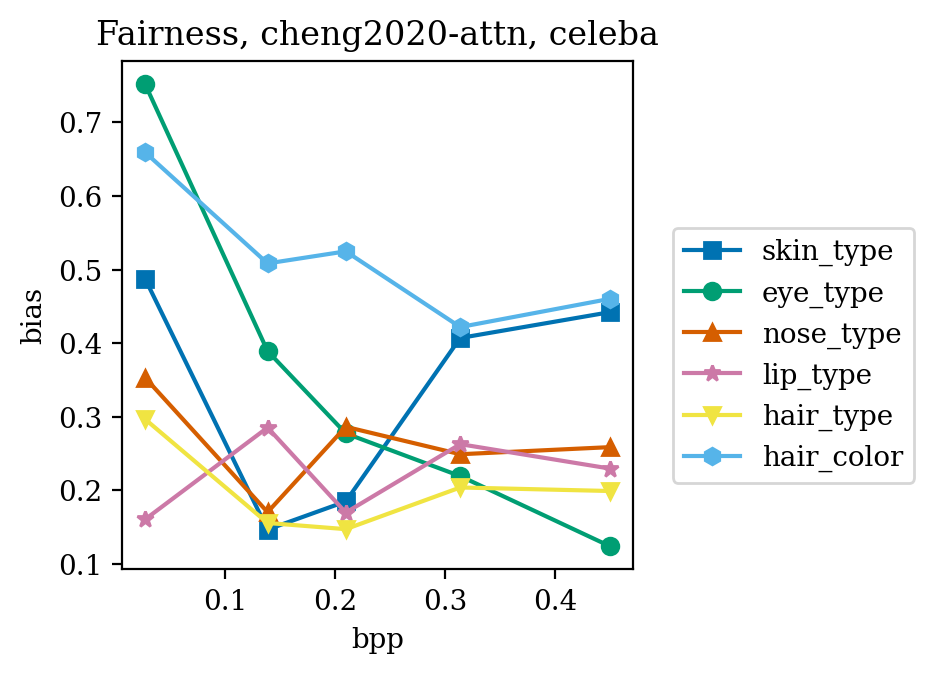 Fairness, cheng2020-attn, celeba
0.7
0.6
0.5
0.4
0.3
0.2
0.1
bias
0.1 0.2 0.3 0.4
bpp
skin_type
eye_type
nose_type
lip_type
hair_type
hair_color